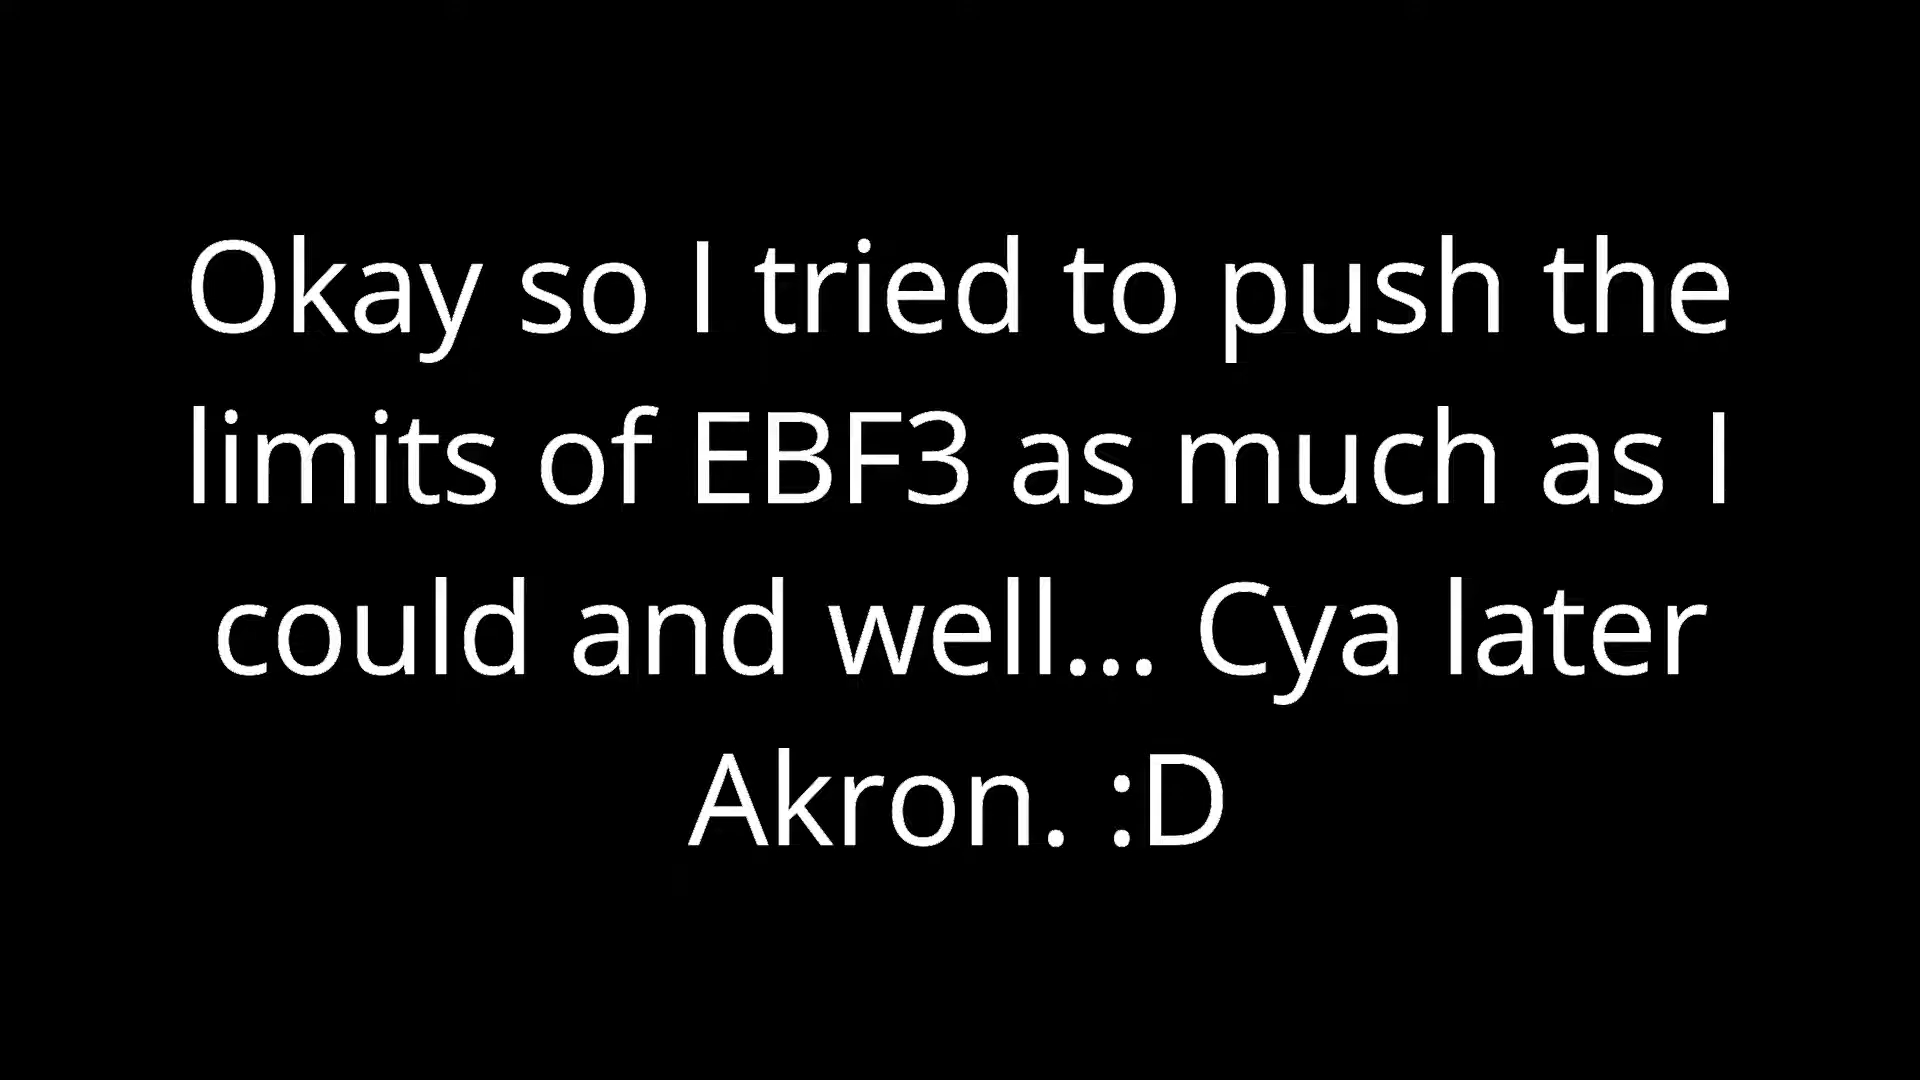 Okay so I tried to push the
limits of EBF3 as much as I
could and well... Cya later
Akron. :D